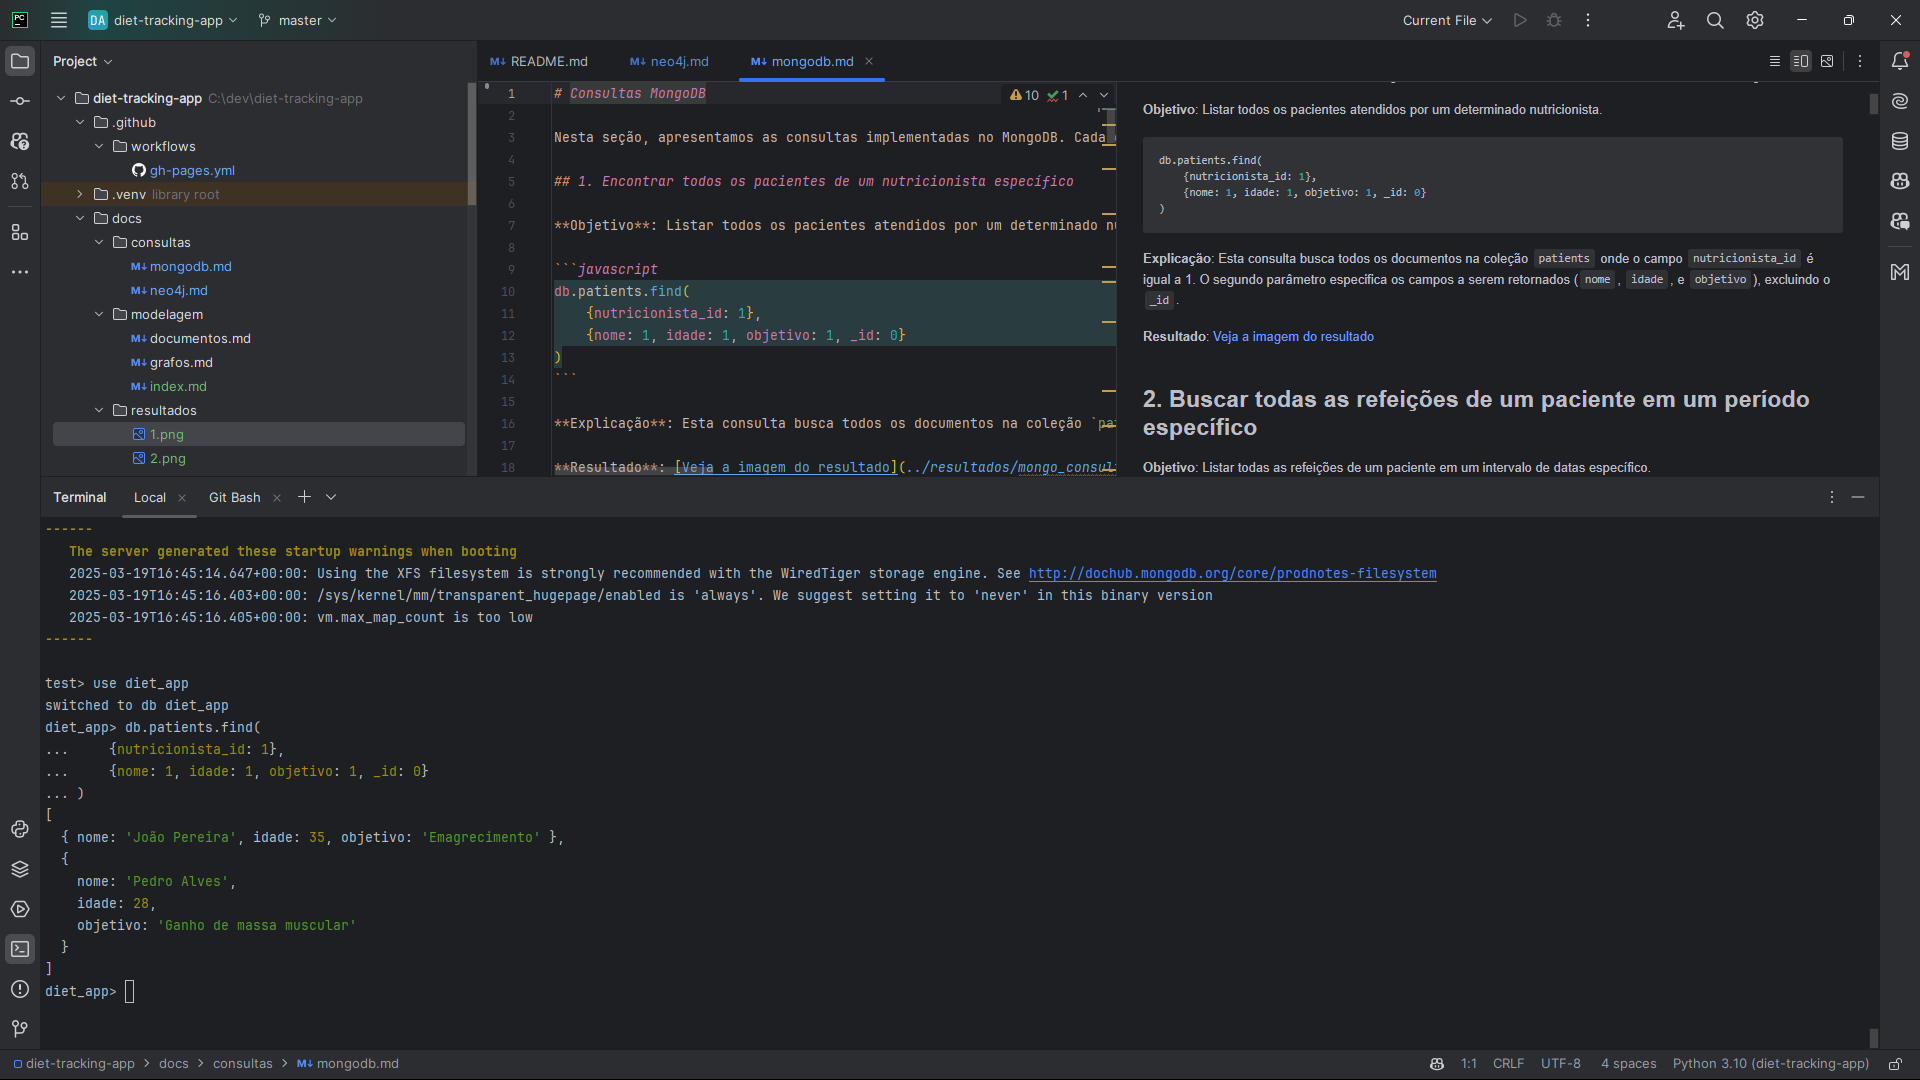 PC
DA diet-tracking-app master
Current File
Project
diet-tracking-app C:\dev\diet-tracking-app
.github
workflows
gh-pages.yml
.venv library root
docs
consultas
M↓ mongodb.md
M↓ neo4j.md
modelagem
M↓ documentos.md
M↓ grafos.md
M↓ index.md
resultados
1.png
2.png
M↓ README.md M↓ neo4j.md M↓ mongodb.md
10 1
1 # Consultas MongoDB
2
3 Nesta seção, apresentamos as consultas implementadas no MongoDB. Cada
4
5 ## 1. Encontrar todos os pacientes de um nutricionista específico
6
7 **Objetivo**: Listar todos os pacientes atendidos por um determinado nu
8
9 ```javascript
10 db.patients.find(
11 {nutricionista_id: 1},
12 {nome: 1, idade: 1, objetivo: 1, _id: 0}
13 )
14 ```
15
16 **Explicação**: Esta consulta busca todos os documentos na coleção `pa
17
18 **Resultado**: [Veja a imagem do resultado](../resultados/mongo_consul
Objetivo: Listar todos os pacientes atendidos por um determinado nutricionista.
db.patients.find(
{nutricionista_id: 1},
{nome: 1, idade: 1, objetivo: 1, _id: 0}
)
Explicação: Esta consulta busca todos os documentos na coleção patients onde o campo nutricionista_id é
igual a 1. O segundo parâmetro especifica os campos a serem retornados ( nome , idade , e objetivo ), excluindo o
_id .
Resultado: Veja a imagem do resultado
2. Buscar todas as refeições de um paciente em um período
específico
Objetivo: Listar todas as refeições de um paciente em um intervalo de datas específico.
Terminal Local Git Bash
------
The server generated these startup warnings when booting
2025-03-19T16:45:14.647+00:00: Using the XFS filesystem is strongly recommended with the WiredTiger storage engine. See http://dochub.mongodb.org/core/prodnotes-filesystem
2025-03-19T16:45:16.403+00:00: /sys/kernel/mm/transparent_hugepage/enabled is 'always'. We suggest setting it to 'never' in this binary version
2025-03-19T16:45:16.405+00:00: vm.max_map_count is too low
------
test> use diet_app
switched to db diet_app
diet_app> db.patients.find(
... {nutricionista_id: 1},
... {nome: 1, idade: 1, objetivo: 1, _id: 0}
... )
[
{ nome: 'João Pereira', idade: 35, objetivo: 'Emagrecimento' },
{
nome: 'Pedro Alves',
idade: 28,
objetivo: 'Ganho de massa muscular'
}
]
diet_app>
diet-tracking-app > docs > consultas > M↓ mongodb.md
1:1 CRLF UTF-8 4 spaces Python 3.10 (diet-tracking-app)